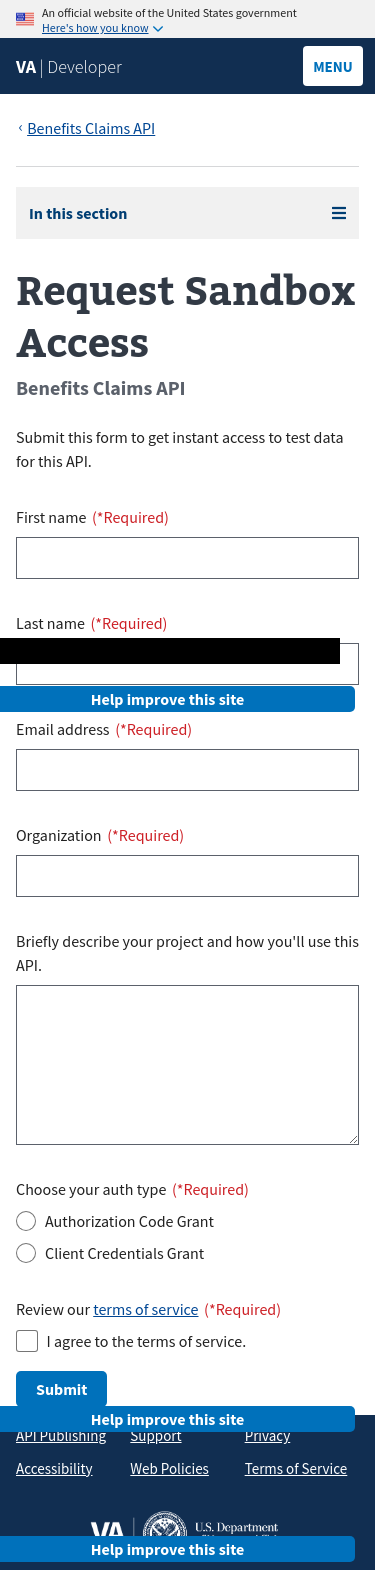 An official website of the United States government
Here's how you know
VA | Developer
MENU
‹ Benefits Claims API
In this section
Request Sandbox
Access
Benefits Claims API
Submit this form to get instant access to test data
for this API.
First name (*Required)
Last name (*Required)
Help improve this site
Email address (*Required)
Organization (*Required)
Briefly describe your project and how you'll use this
API.
Choose your auth type (*Required)
Authorization Code Grant
Client Credentials Grant
Review our terms of service (*Required)
I agree to the terms of service.
Submit
Help improve this site
API Publishing Support Privacy
Accessibility Web Policies Terms of Service
VA | U.S. Department
Help improve this site